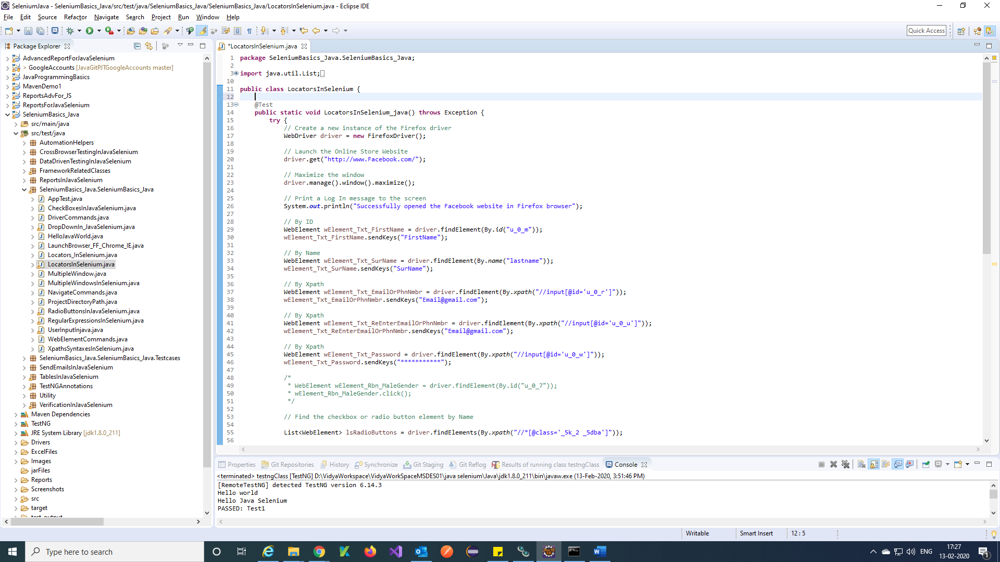 SeleniumJava - SeleniumBasics_Java/src/test/java/SeleniumBasics_Java/SeleniumBasics_Java/LocatorsInSelenium.java - Eclipse IDE
File Edit Source Refactor Navigate Search Project Run Window Help
Quick Access
Package Explorer
AdvancedReportForJavaSelenium
> GoogleAccounts [JavaGitPJTGoogleAccounts master]
JavaProgrammingBasics
MavenDemo1
ReportsAdvFor_JS
ReportsForJavaSelenium
SeleniumBasics_Java
src/main/java
src/test/java
AutomationHelpers
CrossBrowserTestingInJavaSelenium
DataDrivenTestingInJavaSelenium
FrameworkRelatedClasses
ReportsInJavaSelenium
SeleniumBasics_Java.SeleniumBasics_Java
AppTest.java
CheckBoxesInJavaSelenium.java
DriverCommands.java
DropDownIn_JavaSelenium.java
HelloJavaWorld.java
LaunchBrowser_FF_Chrome_IE.java
Locators_InSelenium.java
LocatorsInSelenium.java
MultipleWindow.java
MultipleWindowsInSelenium.java
NavigateCommands.java
ProjectDirectoryPath.java
RadioButtonsInJavaSelenium.java
RegularExpressionsInSelenium.java
UserInputInjava.java
WebElementCommands.java
XpathsSyntaxesInSelenium.java
SeleniumBasics_Java.SeleniumBasics_Java.Testcases
SendEmailsInJavaSelenium
TablesInJavaSelenium
TestNGAnnotations
Utility
VerificationInJavaSelenium
Maven Dependencies
TestNG
JRE System Library [jdk1.8.0_211]
Drivers
ExcelFiles
Images
jarFiles
Reports
Screenshots
src
target
test-output
*LocatorsInSelenium.java
1 package SeleniumBasics_Java.SeleniumBasics_Java;
2
3 import java.util.List;
10
11 public class LocatorsInSelenium {
12
13 @Test
14 public static void LocatorsInSelenium_java() throws Exception {
15 try {
16 // Create a new instance of the Firefox driver
17 WebDriver driver = new FirefoxDriver();
18
19 // Launch the Online Store Website
20 driver.get("http://www.Facebook.com/");
21
22 // Maximize the window
23 driver.manage().window().maximize();
24
25 // Print a Log In message to the screen
26 System.out.println("Successfully opened the Facebook website in Firefox browser");
27
28 // By ID
29 WebElement wElement_Txt_FirstName = driver.findElement(By.id("u_0_m"));
30 wElement_Txt_FirstName.sendKeys("FirstName");
31
32 // By Name
33 WebElement wElement_Txt_SurName = driver.findElement(By.name("lastname"));
34 wElement_Txt_SurName.sendKeys("SurName");
35
36 // By Xpath
37 WebElement wElement_Txt_EmailOrPhnNmbr = driver.findElement(By.xpath("//input[@id='u_0_r']"));
38 wElement_Txt_EmailOrPhnNmbr.sendKeys("Email@gmail.com");
39
40 // By Xpath
41 WebElement wElement_Txt_ReEnterEmailOrPhnNmbr = driver.findElement(By.xpath("//input[@id='u_0_u']"));
42 wElement_Txt_ReEnterEmailOrPhnNmbr.sendKeys("Email@gmail.com");
43
44 // By Xpath
45 WebElement wElement_Txt_Password = driver.findElement(By.xpath("//input[@id='u_0_w']"));
46 wElement_Txt_Password.sendKeys("***********");
47
48 /*
49 * WebElement wElement_Rbn_MaleGender = driver.findElement(By.id("u_0_7"));
50 * wElement_Rbn_MaleGender.click();
51 */
52
53 // Find the checkbox or radio button element by Name
54
55 List<WebElement> lsRadioButtons = driver.findElements(By.xpath("//*[@class='_5k_2 _5dba']"));
56
Properties Git Repositories History Synchronize Git Staging Git Reflog Results of running class testngClass Console
<terminated> testngClass [TestNG] D:\VidyaWorkspace\VidyaWorkSpaceMSDES01\java selenium\Java\jdk1.8.0_211\bin\javaw.exe (13-Feb-2020, 3:51:46 PM)
[RemoteTestNG] detected TestNG version 6.14.3
Hello world
Hello Java Selenium
PASSED: Test1
Writable Smart Insert 12 : 5
Type here to search
ENG
17:27
13-02-2020
1